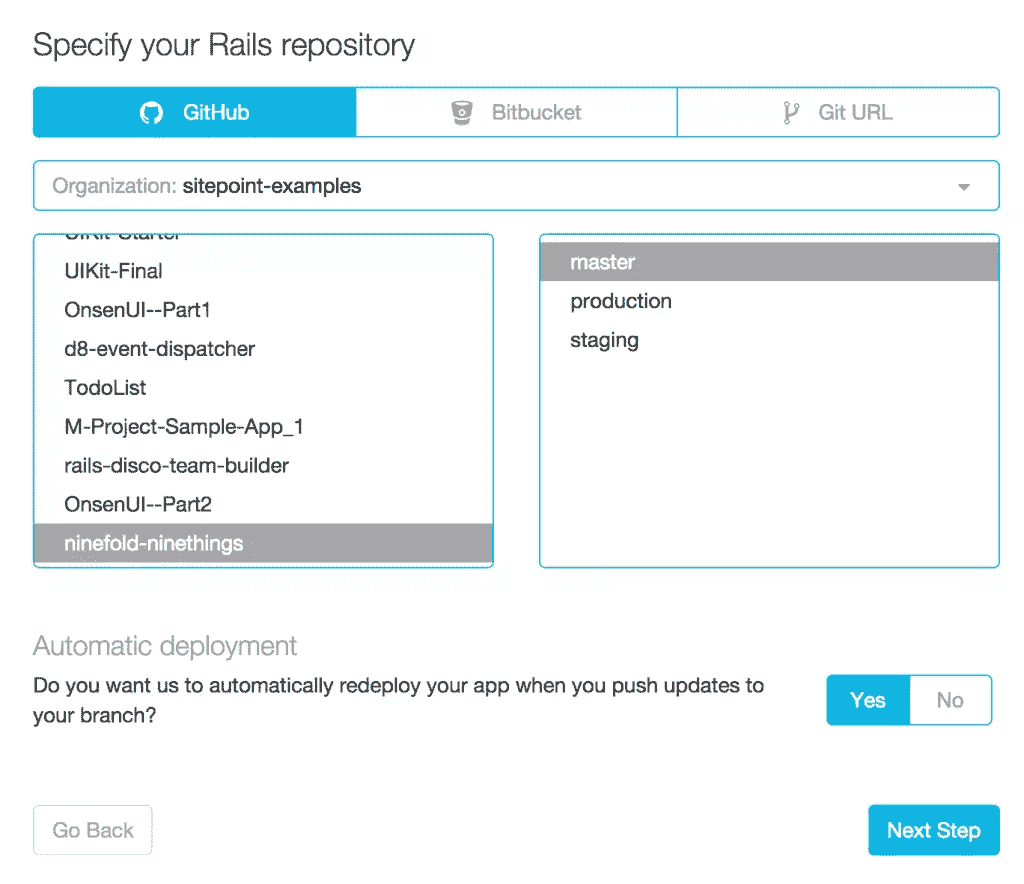 Specify your Rails repository
GitHub
Bitbucket
Git URL
Organization: sitepoint-examples
UIKit-Starter
UIKit-Final
OnsenUI--Part1
d8-event-dispatcher
TodoList
M-Project-Sample-App_1
rails-disco-team-builder
OnsenUI--Part2
ninefold-ninethings
master
production
staging
Automatic deployment
Do you want us to automatically redeploy your app when you push updates to
your branch?
Yes
No
Go Back
Next Step